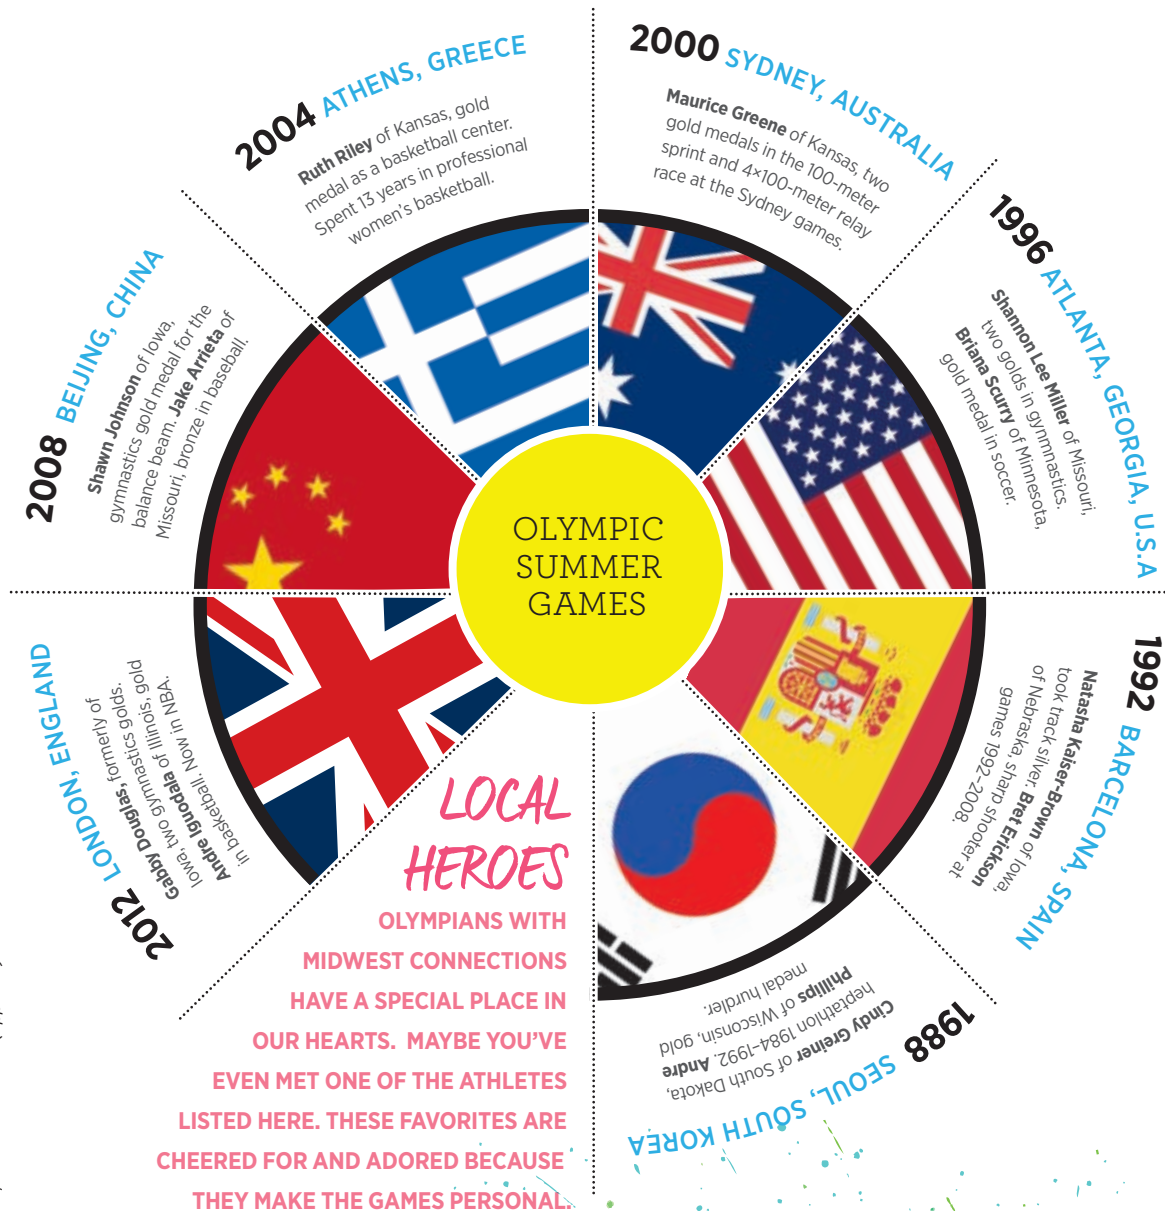 2000 SYDNEY, AUSTRALIA
Maurice Greene of Kansas, two
gold medals in the 100-meter
sprint and 4×100-meter relay
race at the Sydney games.
1996 ATLANTA, GEORGIA, U.S.A
Shannon Lee Miller of Missouri,
two golds in gynmnastics.
Briana Scurry of Minnesota,
gold medal in soccer.
1992 BARCELONA, SPAIN
Natasha Kaiser-Brown of Iowa,
took track silver. Bret Erickson
of Nebraska, sharp shooter at
games 1992–2008.
1988 SEOUL, SOUTH KOREA
Cindy Greiner of South Dakota,
heptathlon 1984–1992. Andre
Phillips of Wisconsin, gold
medal hurdler.
2012 LONDON, ENGLAND
Gabby Douglas, formerly of
Iowa, two gymnastics golds.
Andre Iguodala of Illinois, gold
in basketball. Now in NBA.
2008 BEIJING, CHINA
Shawn Johnson of Iowa,
gymnastics gold medal for the
balance beam. Jake Arrieta of
Missouri, bronze in baseball.
2004 ATHENS, GREECE
Ruth Riley of Kansas, gold
medal as a basketball center.
Spent 13 years in professional
women's basketball.
OLYMPIC
SUMMER
GAMES
LOCAL
HEROES
OLYMPIANS WITH
MIDWEST CONNECTIONS
HAVE A SPECIAL PLACE IN
OUR HEARTS. MAYBE YOU'VE
EVEN MET ONE OF THE ATHLETES
LISTED HERE. THESE FAVORITES ARE
CHEERED FOR AND ADORED BECAUSE
THEY MAKE THE GAMES PERSONAL.